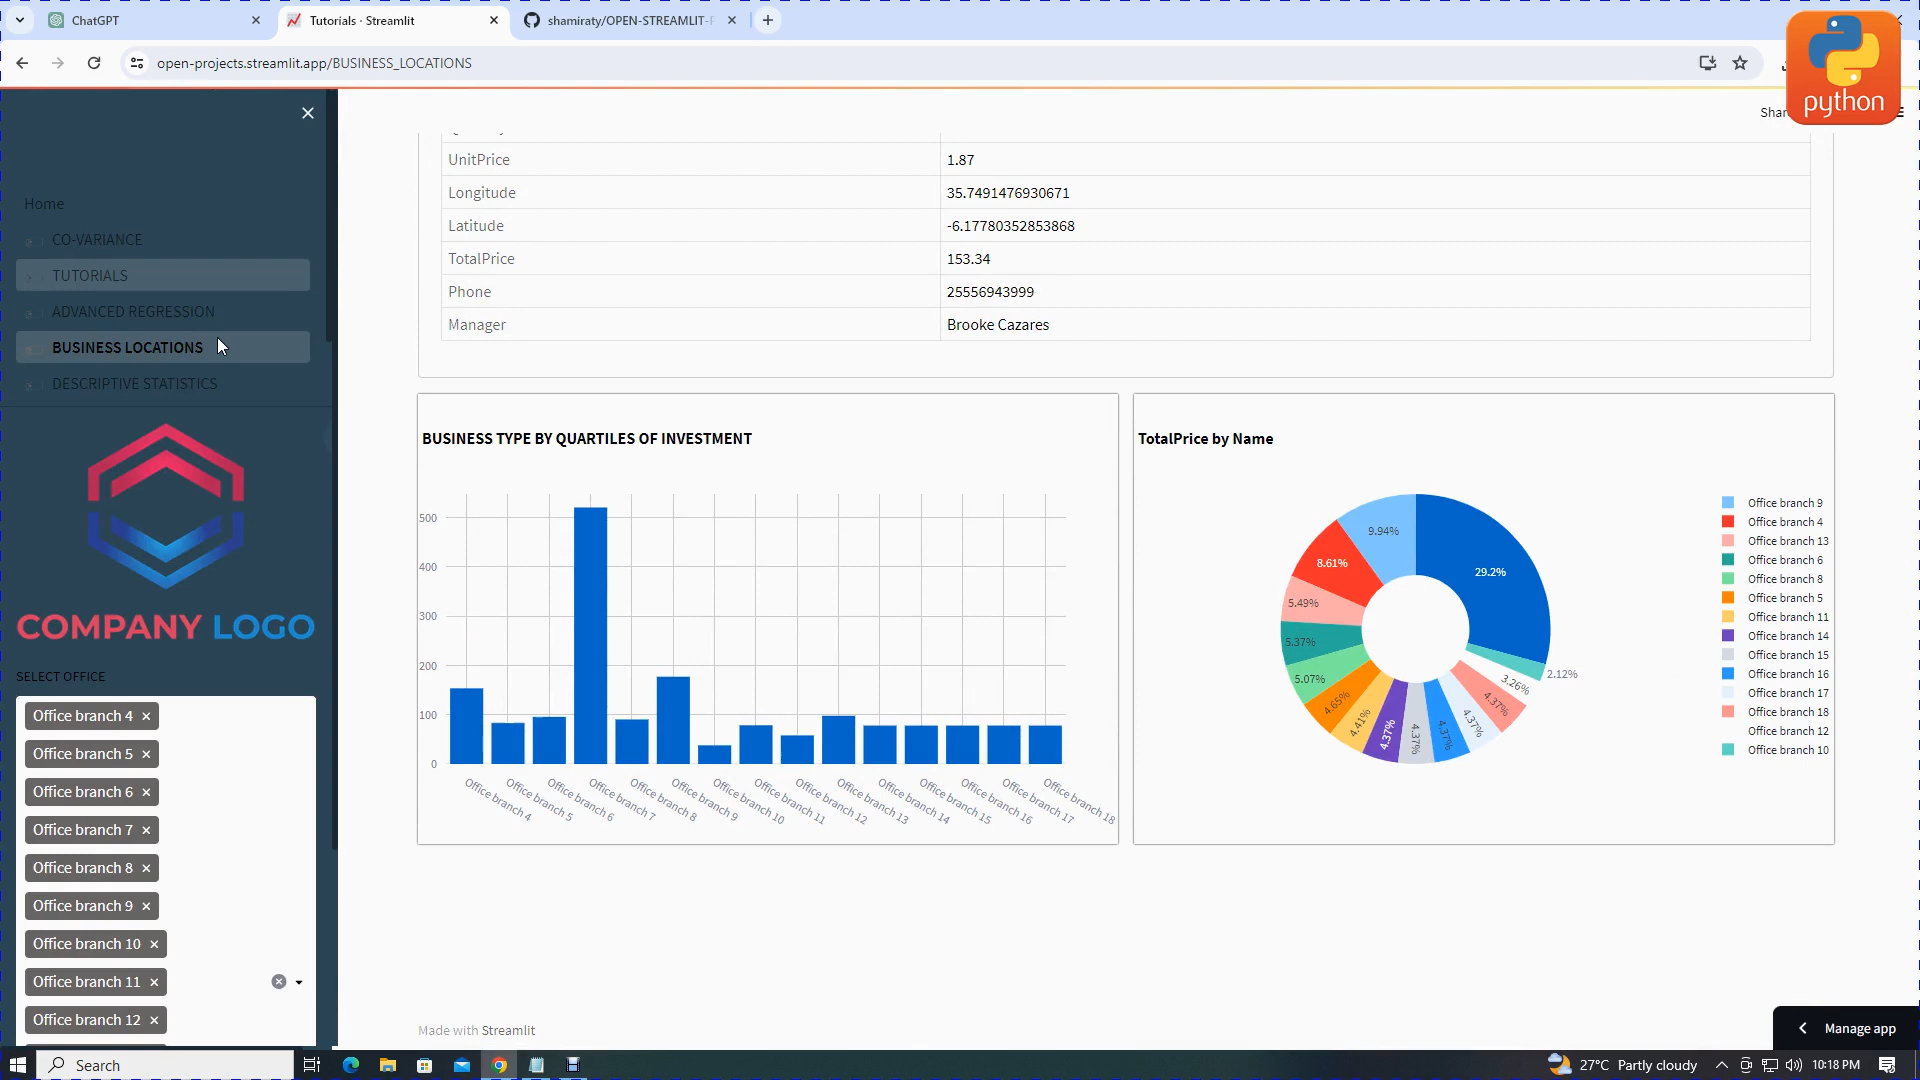 ChatGPT
Tutorials · Streamlit
shamiraty/OPEN-STREAMLIT-
open-projects.streamlit.app/BUSINESS_LOCATIONS
python
Shar
Home
CO-VARIANCE
TUTORIALS
ADVANCED REGRESSION
BUSINESS LOCATIONS
DESCRIPTIVE STATISTICS
COMPANY LOGO
SELECT OFFICE
Office branch 4
Office branch 5
Office branch 6
Office branch 7
Office branch 8
Office branch 9
Office branch 10
Office branch 11
Office branch 12
UnitPrice 1.87
Longitude 35.7491476930671
Latitude -6.17780352853868
TotalPrice 153.34
Phone 25556943999
Manager Brooke Cazares
BUSINESS TYPE BY QUARTILES OF INVESTMENT
500
400
300
200
100
0
Office branch 4
Office branch 5
Office branch 6
Office branch 7
Office branch 8
Office branch 9
Office branch 10
Office branch 11
Office branch 12
Office branch 13
Office branch 14
Office branch 15
Office branch 16
Office branch 17
Office branch 18
TotalPrice by Name
29.2%
9.94%
8.61%
5.49%
5.37%
5.07%
4.65%
4.41%
4.37%
4.37%
4.37%
4.37%
4.37%
3.26%
2.12%
Office branch 9
Office branch 4
Office branch 13
Office branch 6
Office branch 8
Office branch 5
Office branch 11
Office branch 14
Office branch 15
Office branch 16
Office branch 17
Office branch 18
Office branch 12
Office branch 10
Made with Streamlit
Manage app
Search
27°C Partly cloudy
10:18 PM